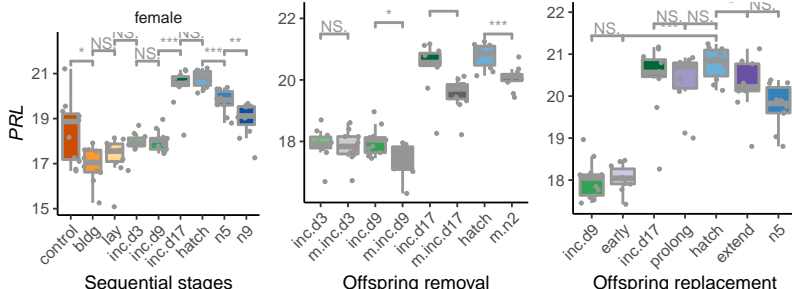 female
NS.
NS.
NS.
*
***
***
**
PRL
21
19
17
15
control
bldg
lay
inc.d3
inc.d9
inc.d17
hatch
n5
n9
Sequential stages
NS.
*
NS.
***
22
20
18
inc.d3
m.inc.d3
inc.d9
m.inc.d9
inc.d17
m.inc.d17
hatch
m.n2
Offspring removal
NS.
NS.
***
NS.
NS.
22
21
20
19
18
inc.d9
early
inc.d17
prolong
hatch
extend
n5
Offspring replacement